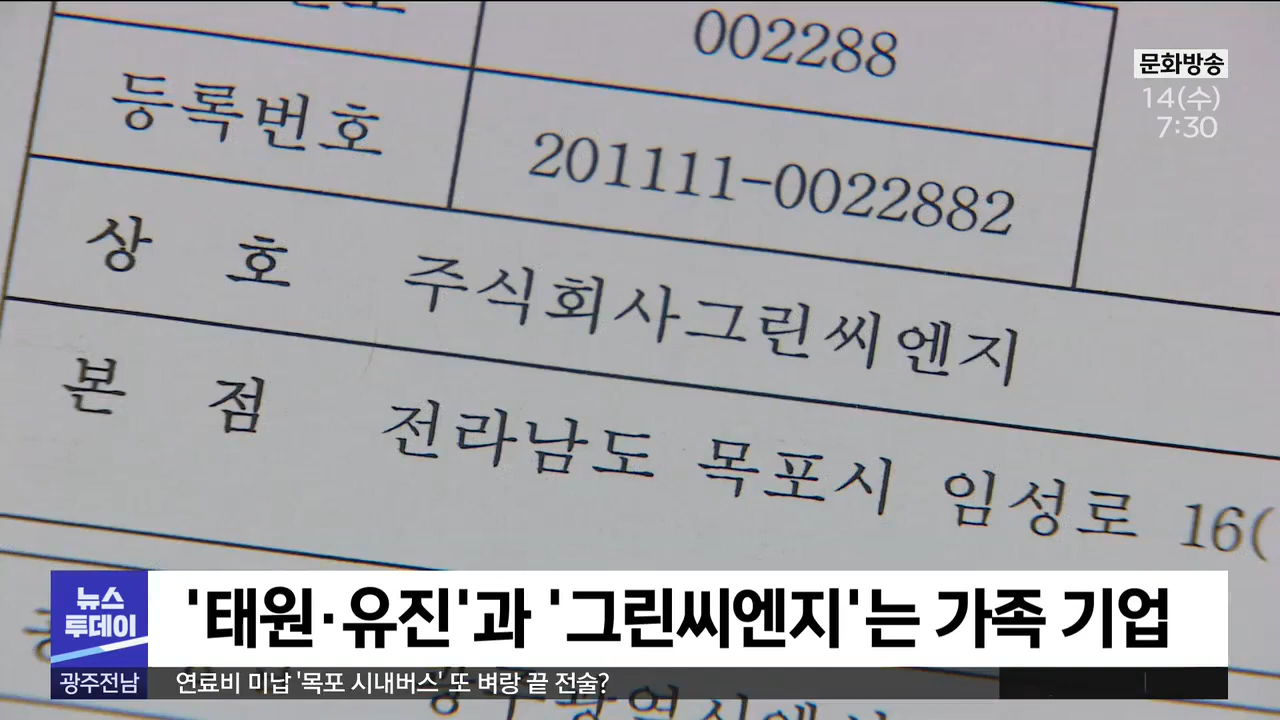 002288
등록번호 201111-0022882
상 호 주식회사그린씨엔지
본 점 전라남도 목포시 임성로 16(
문화방송
14(수)
7:30
뉴스
투데이
'태원·유진'과 '그린씨엔지'는 가족 기업
광주전남
연료비 미납 '목포 시내버스' 또 벼랑 끝 전술?